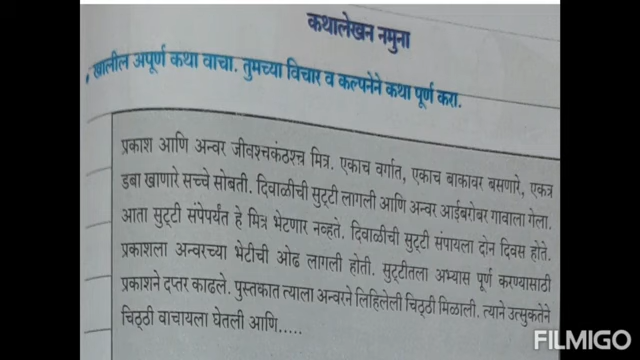 कथालेखन नमुना
खालील अपूर्ण कथा वाचा. तुमच्या विचार व कल्पनेने कथा पूर्ण करा.
प्रकाश आणि अन्वर जीवश्चकंठश्च मित्र. एकाच वर्गात, एकाच बाकावर बसणारे, एकत्र
डबा खाणारे सच्चे सोबती. दिवाळीची सुट्टी लागली आणि अन्वर आईबरोबर गावाला गेला.
आता सुट्टी संपेपर्यंत हे मित्र भेटणार नव्हते. दिवाळीची सुट्टी संपायला दोन दिवस होते.
प्रकाशला अन्वरच्या भेटीची ओढ लागली होती. सुट्टीतला अभ्यास पूर्ण करण्यासाठी
प्रकाशने दप्तर काढले. पुस्तकात त्याला अन्वरने लिहिलेली चिठ्ठी मिळाली. त्याने उत्सुकतेने
चिठ्ठी वाचायला घेतली आणि.....
FILMIGO